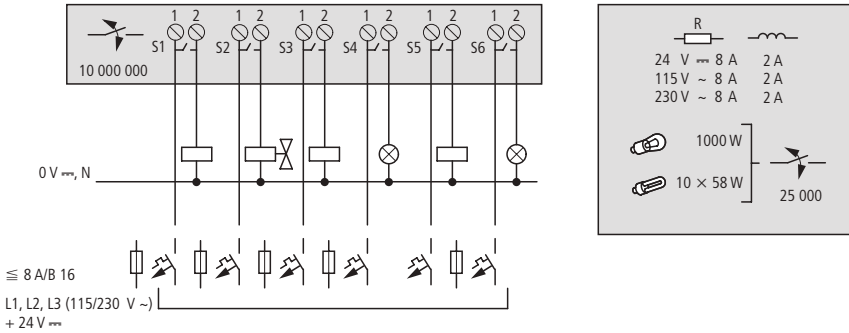 1 2 1 2 1 2 1 2 1 2 1 2
S1 S2 S3 S4 S5 S6
10 000 000
0 V ⎓, N
≦ 8 A/B 16
L1, L2, L3 (115/230 V ~)
+ 24 V ⎓
R
24 V ⎓ 8 A 2 A
115 V ~ 8 A 2 A
230 V ~ 8 A 2 A
1000 W
10 × 58 W
25 000